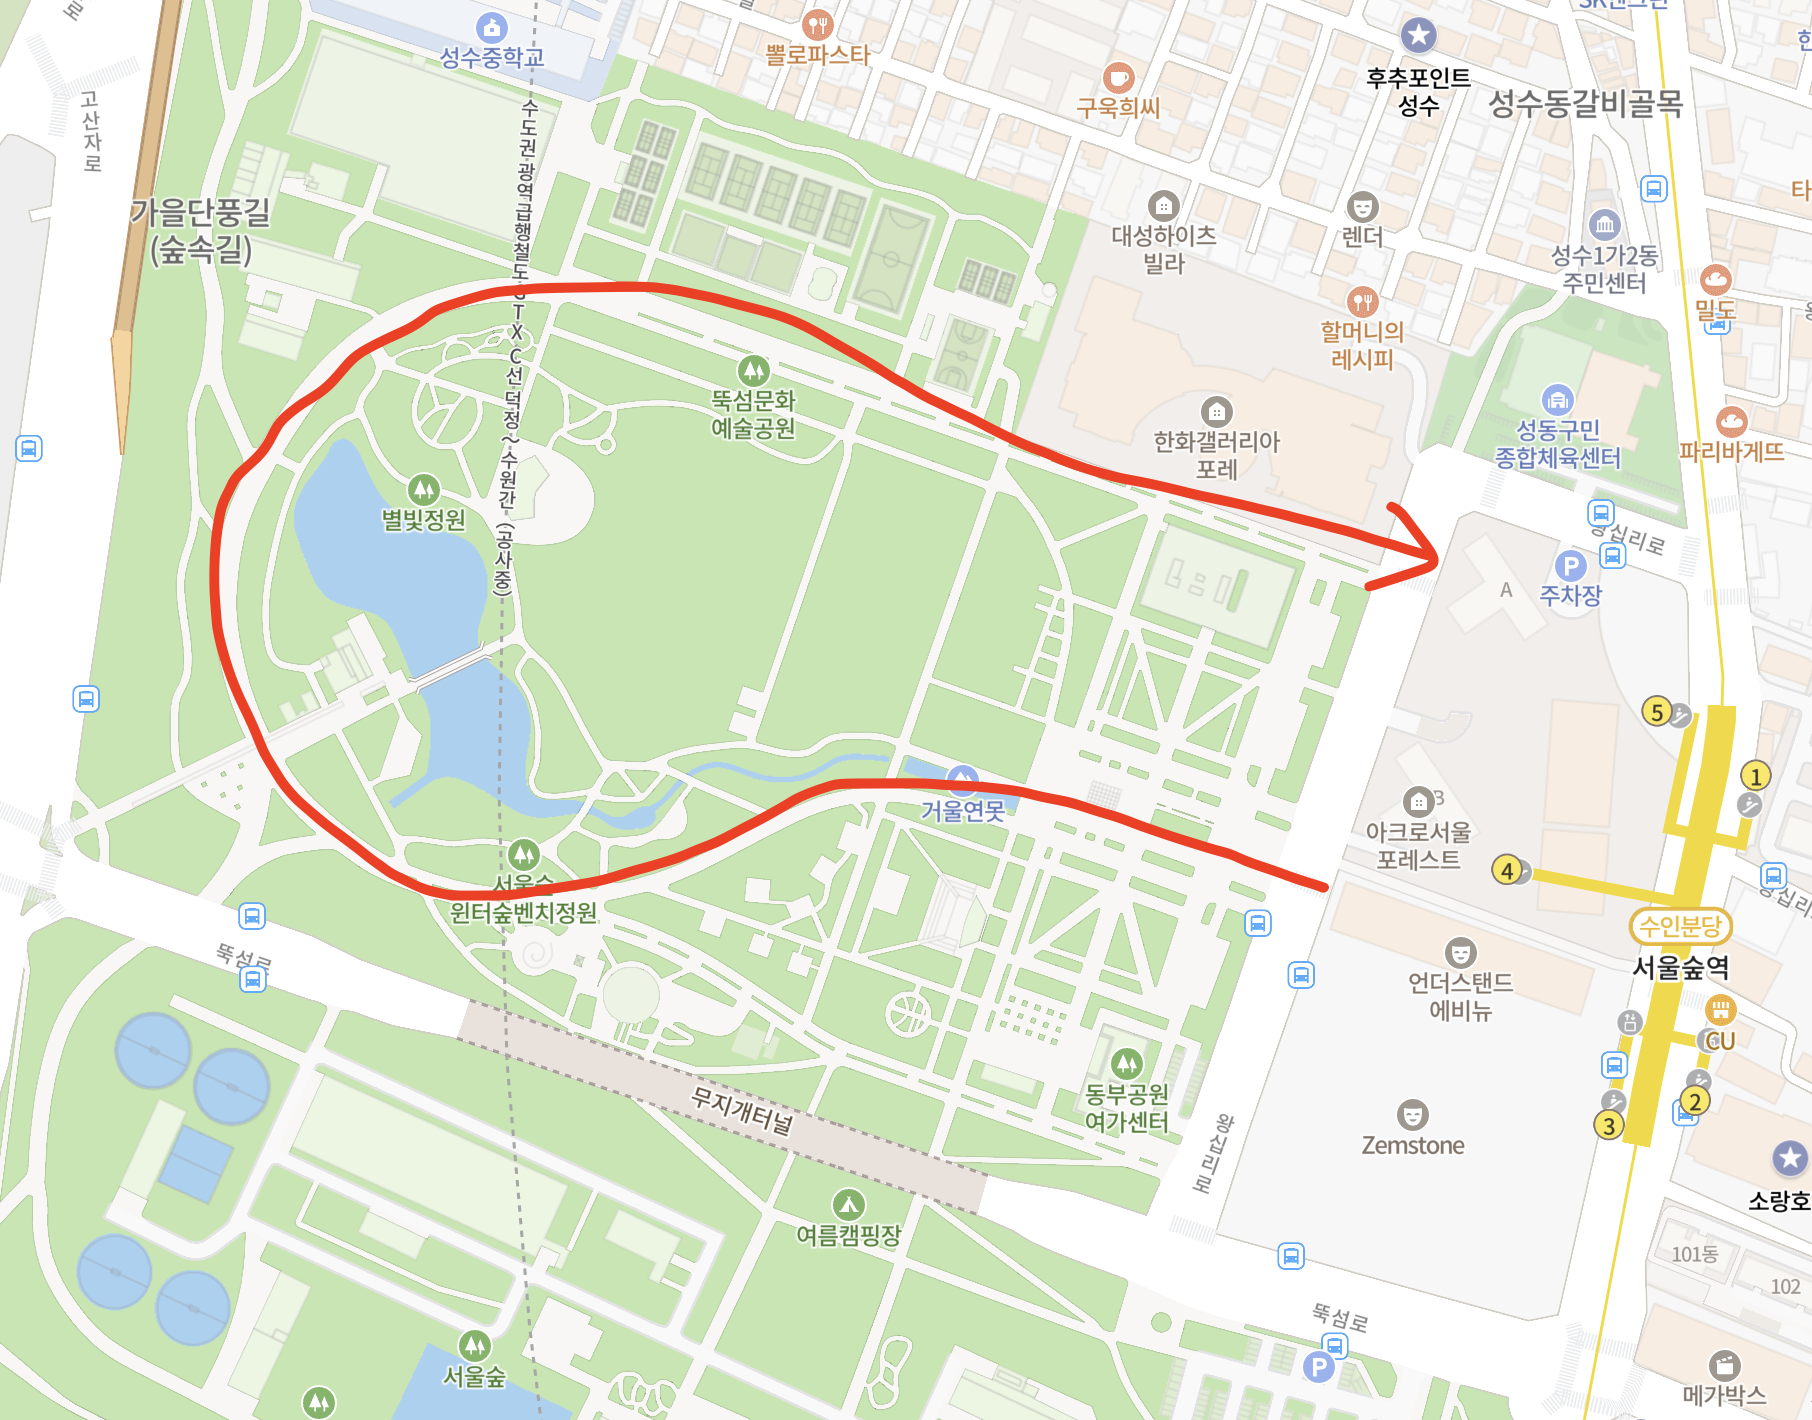 성수중학교
뽈로파스타
구욱희씨
후추포인트
성수
성수동갈비골목
고산자로
수도권 광역급행철도 GTX C선 덕정~수원간 (공사중)
가을단풍길
(숲속길)
대성하이츠
빌라
렌더
성수1가2동
주민센터
밀도
할머니의
레시피
뚝섬문화
예술공원
한화갤러리아
포레
성동구민
종합체육센터
파리바게뜨
별빛정원
왕십리로
P
주차장
A
5
1
거울연못
B
아크로서울
포레스트
4
서울숲
윈터숲벤치정원
수인분당
서울숲역
왕십리로
뚝섬로
언더스탠드
에비뉴
CU
동부공원
여가센터
무지개터널
왕십리로
Zemstone
2
3
소랑호
여름캠핑장
101동
102
뚝섬로
P
서울숲
메가박스